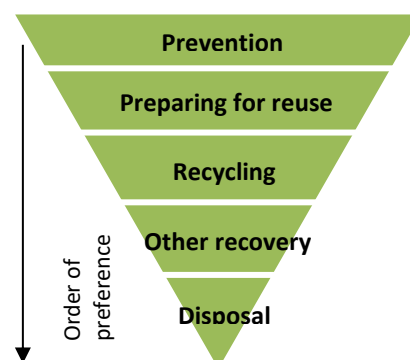 Prevention
Preparing for reuse
Recycling
Other recovery
Disposal
Order of
preference